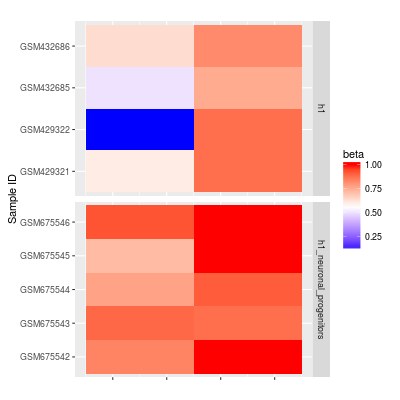 Sample ID
GSM432686
GSM432685
GSM429322
GSM429321
h1
GSM675546
GSM675545
GSM675544
GSM675543
GSM675542
h1_neuronal_progenitors
beta
1.00
0.75
0.50
0.25